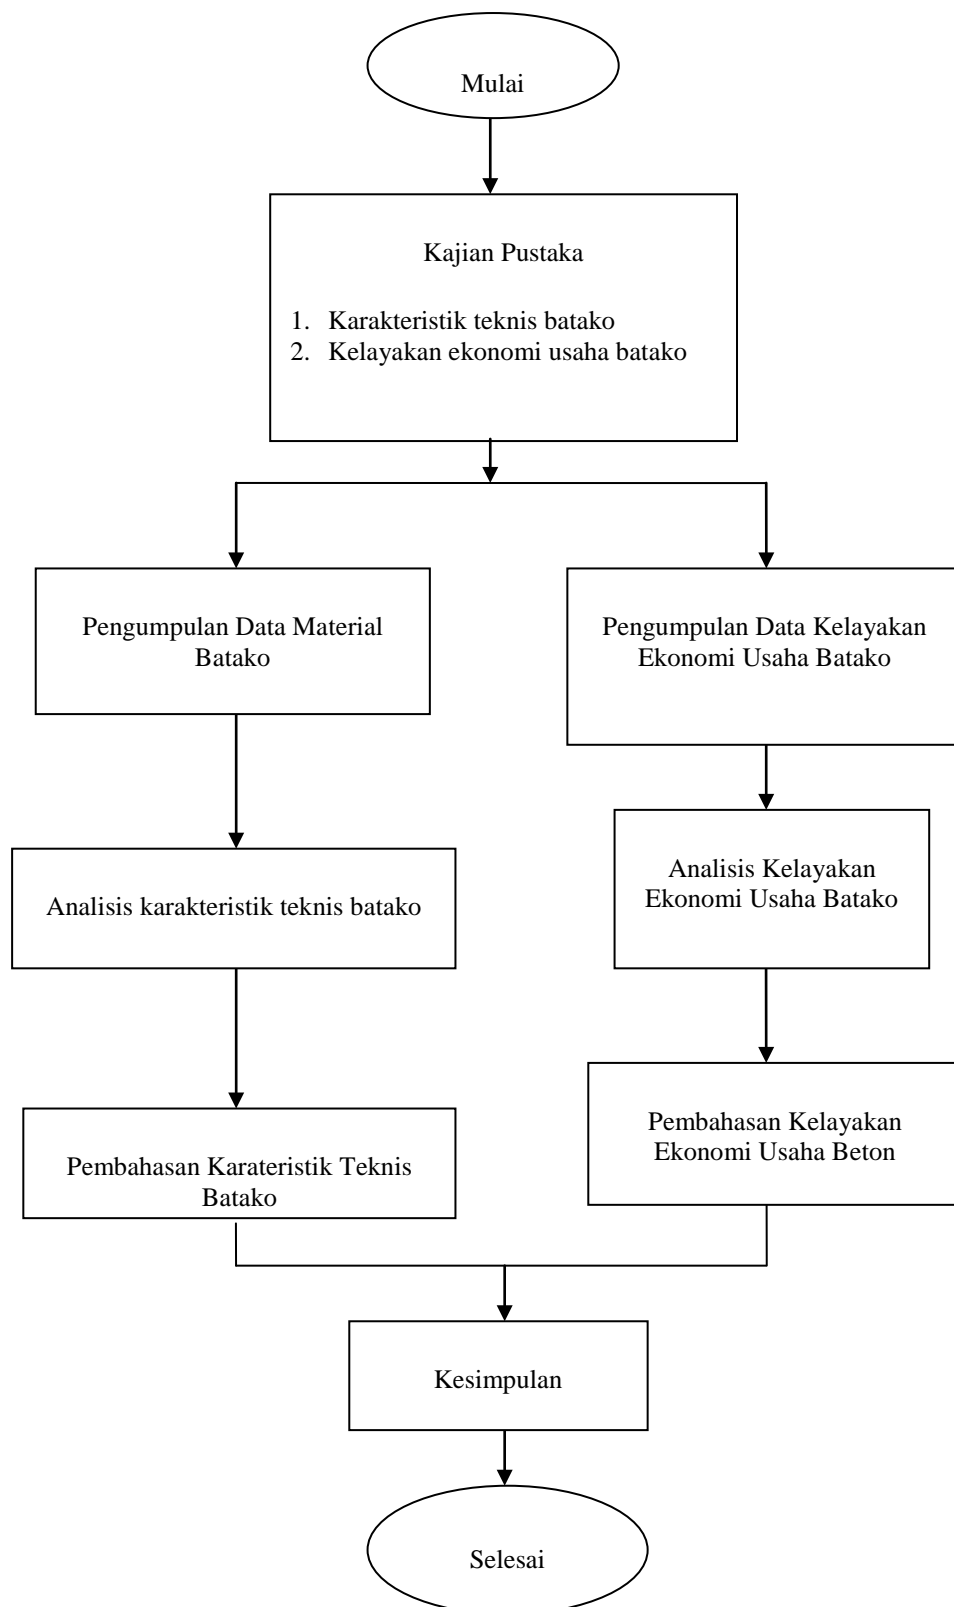 Mulai
Kajian Pustaka
1. Karakteristik teknis batako
2. Kelayakan ekonomi usaha batako
Pengumpulan Data Material
Batako
Pengumpulan Data Kelayakan
Ekonomi Usaha Batako
Analisis karakteristik teknis batako
Analisis Kelayakan
Ekonomi Usaha Batako
Pembahasan Karateristik Teknis
Batako
Pembahasan Kelayakan
Ekonomi Usaha Beton
Kesimpulan
Selesai